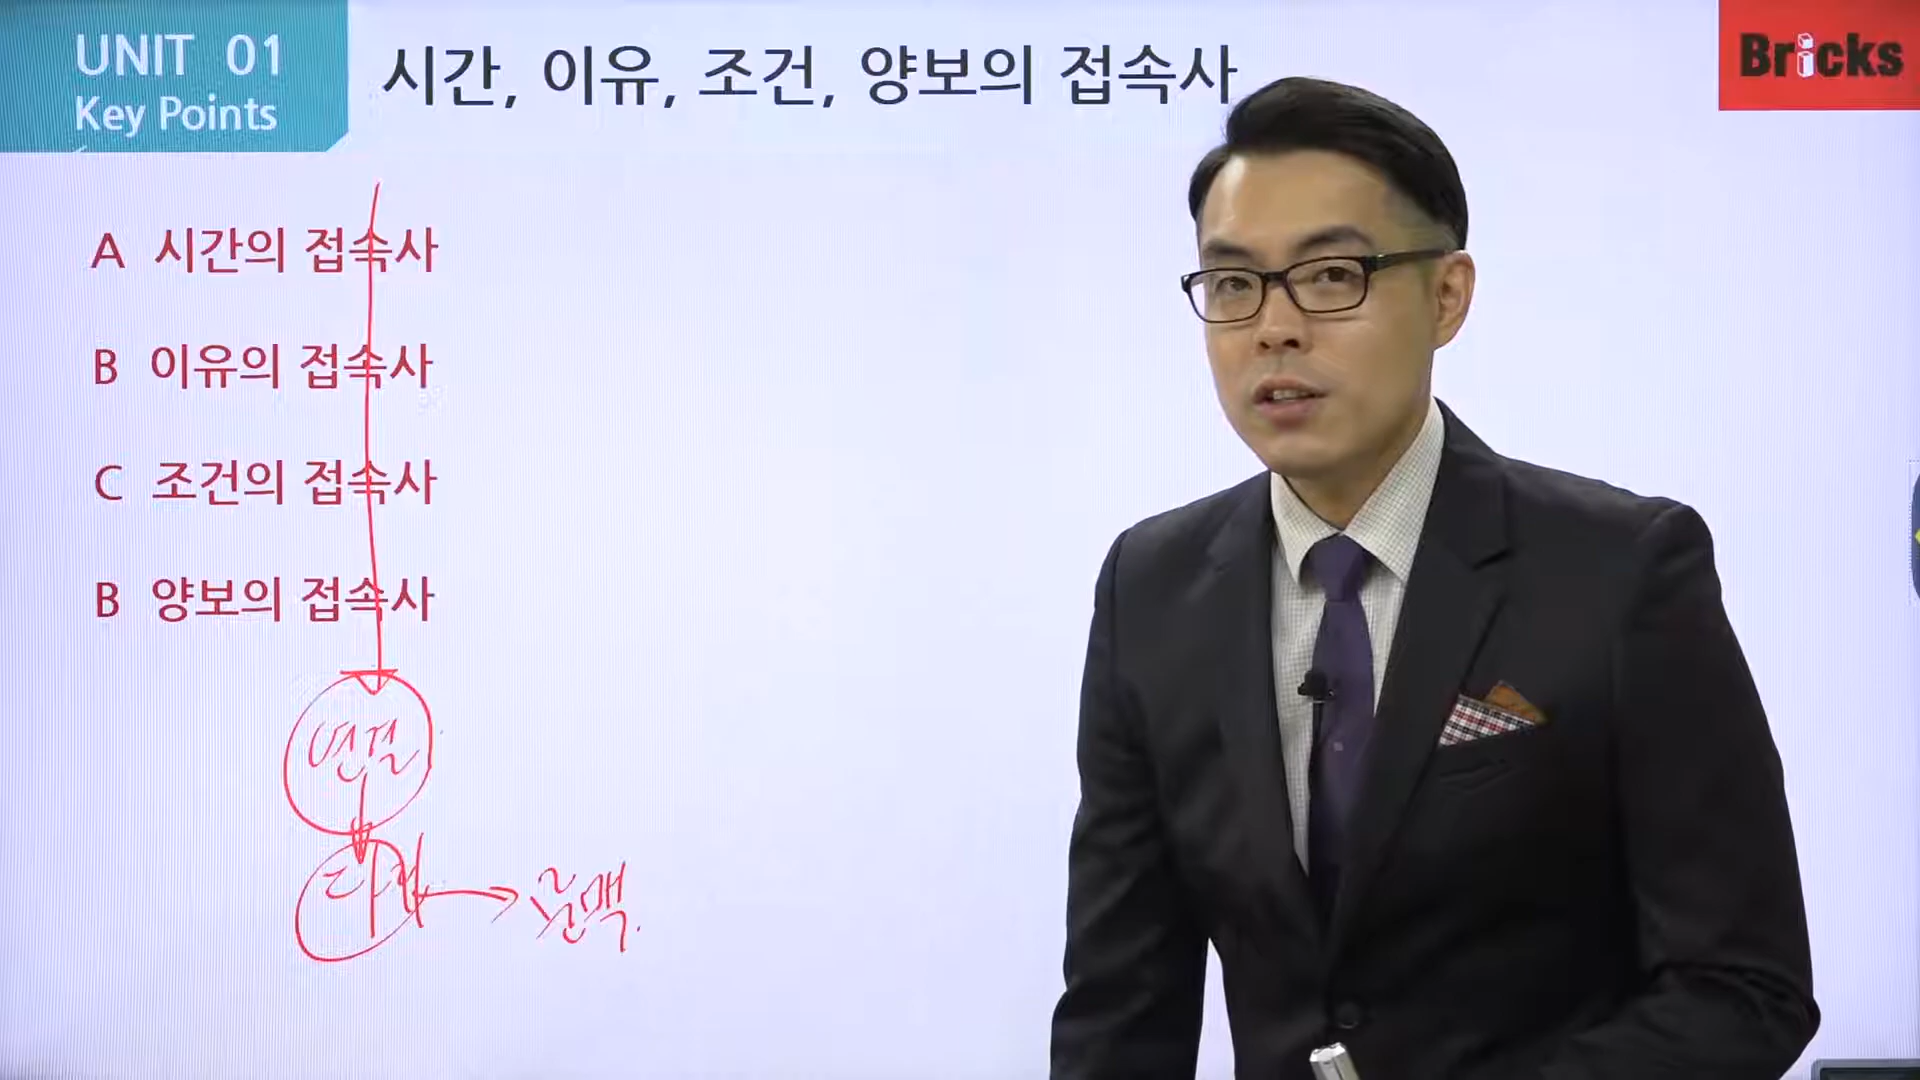 UNIT 01
Key Points
시간, 이유, 조건, 양보의 접속사
Bricks
A 시간의 접속사
B 이유의 접속사
C 조건의 접속사
B 양보의 접속사
연결
문맥.